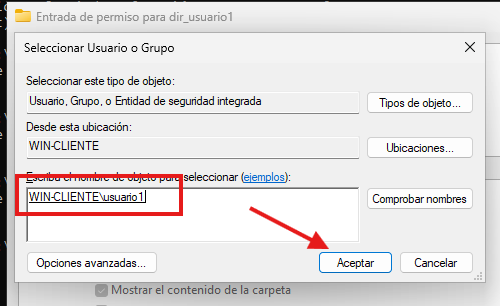 Entrada de permiso para dir_usuario1
Seleccionar Usuario o Grupo
Seleccionar este tipo de objeto:
Usuario, Grupo, o Entidad de seguridad integrada
Tipos de objeto...
Desde esta ubicación:
WIN-CLIENTE
Ubicaciones...
Escriba el nombre de objeto para seleccionar (ejemplos):
WIN-CLIENTE\usuario1
Comprobar nombres
Opciones avanzadas...
Aceptar
Cancelar
Mostrar el contenido de la carpeta